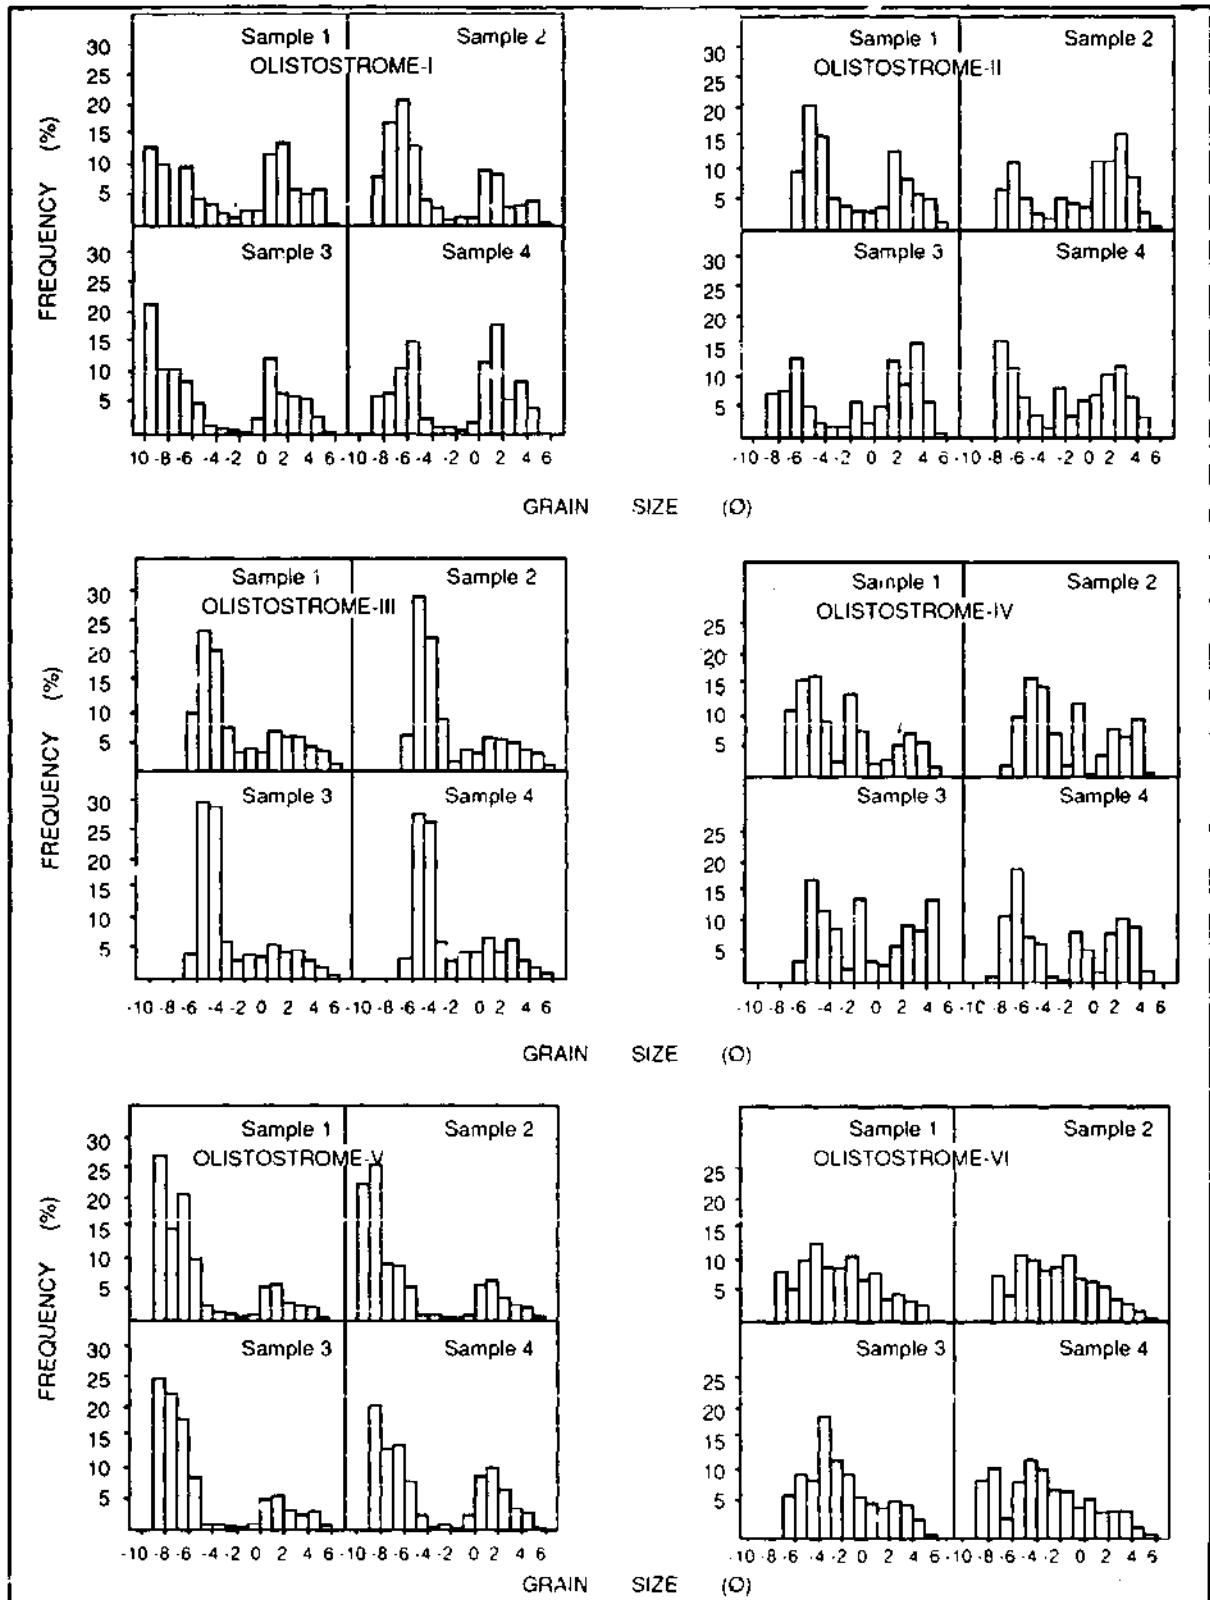 Sample 1 Sample 2
OLISTOSTROME-I
30
25
20
15
10
5
FREQUENCY (%)
Sample 3 Sample 4
30
25
20
15
10
5
10 -8 -6 -4 -2 0 2 4 6 -10 -8 -6 -4 -2 0 2 4 6
Sample 1 Sample 2
OLISTOSTROME-II
30
25
20
15
10
5
Sample 3 Sample 4
30
25
20
15
10
5
-10 -8 -6 -4 -2 0 2 4 6 -10 -8 -6 -4 -2 0 2 4 6
GRAIN SIZE (O)
Sample 1 Sample 2
OLISTOSTROME-III
30
25
20
15
10
5
FREQUENCY (%)
Sample 3 Sample 4
30
25
20
15
10
5
-10 -8 -6 -4 -2 0 2 4 6 -10 -8 -6 -4 -2 0 2 4 6
Sample 1 Sample 2
OLISTOSTROME-IV
25
20
15
10
5
Sample 3 Sample 4
25
20
15
10
5
-10 -8 -6 -4 -2 0 2 4 6 -10 -8 -6 -4 -2 0 2 4 6
GRAIN SIZE (O)
Sample 1 Sample 2
OLISTOSTROME-V
30
25
20
15
10
5
FREQUENCY (%)
Sample 3 Sample 4
30
25
20
15
10
5
-10 -8 -6 -4 -2 0 2 4 6 -10 -8 -6 -4 -2 0 2 4 6
Sample 1 Sample 2
OLISTOSTROME-VI
25
20
15
10
5
Sample 3 Sample 4
25
20
15
10
5
-10 -8 -6 -4 -2 0 2 4 6 -10 -8 -6 -4 -2 0 2 4 6
GRAIN SIZE (O)